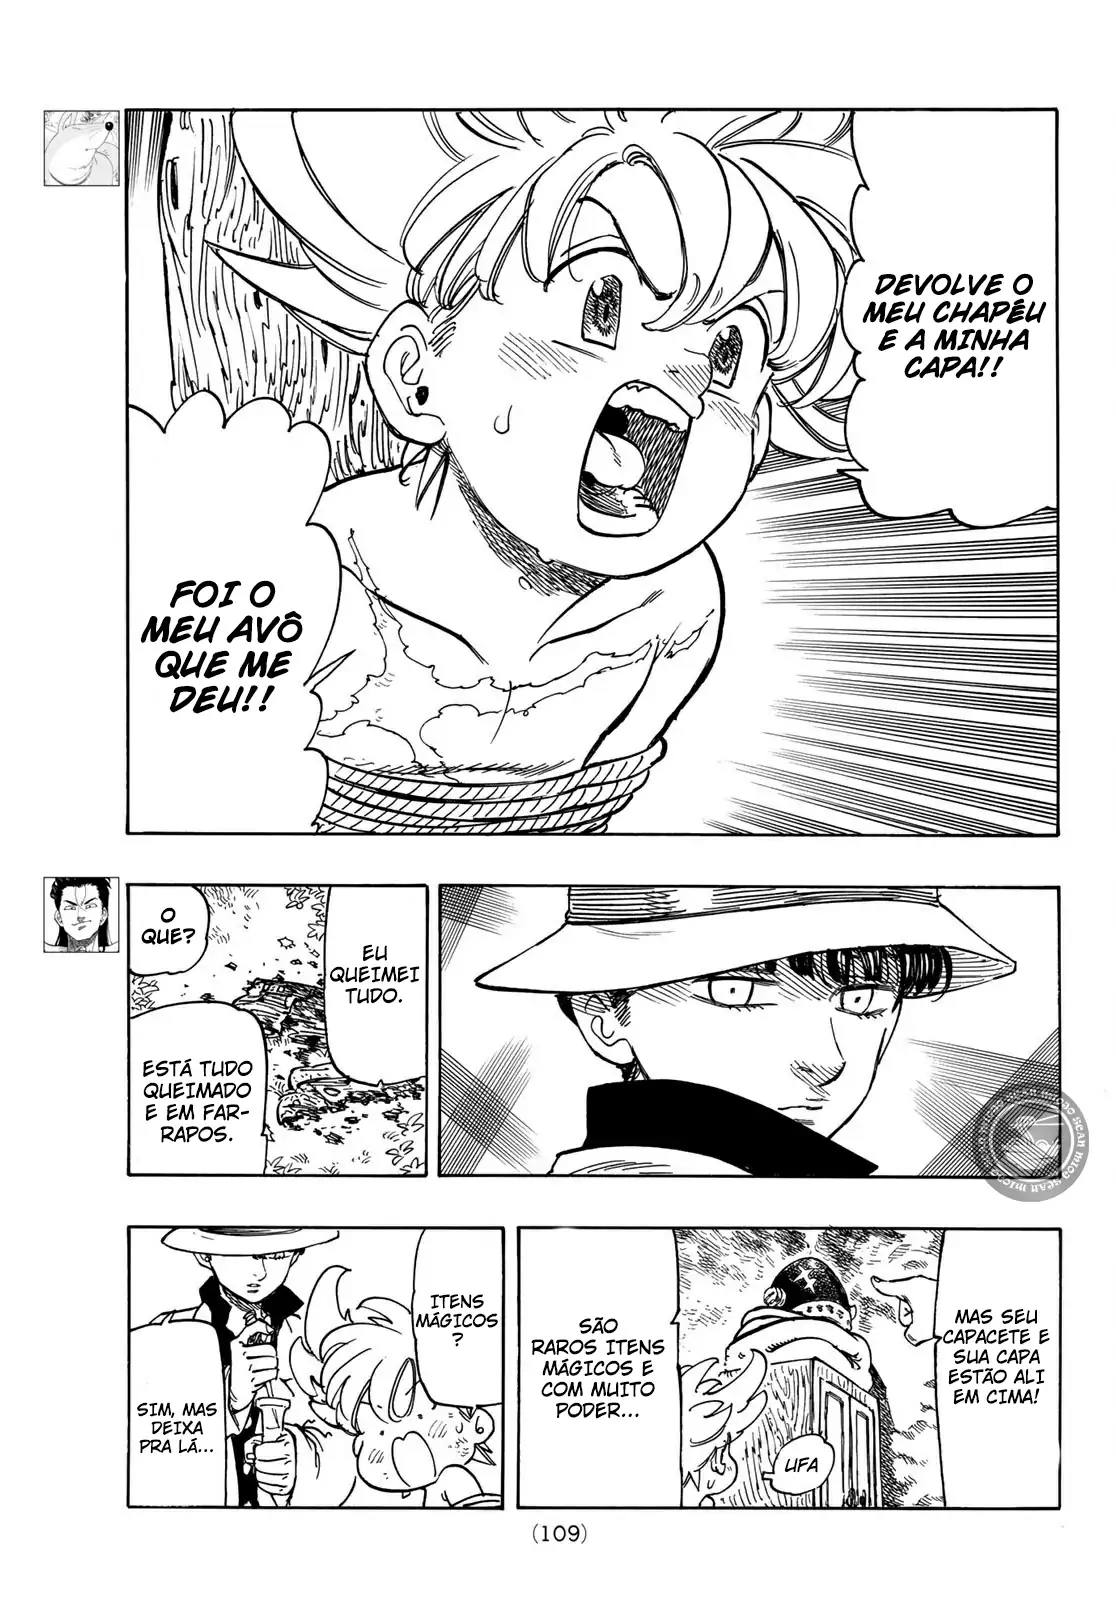 DEVOLVE O
MEU CHAPÉU
E A MINHA
CAPA!!
FOI O
MEU AVÔ
QUE ME
DEU!!
EU
QUEIMEI
TUDO.
O
QUE?
ESTÁ TUDO
QUEIMADO
E EM FAR-
RAPOS.
MAS SEU
CAPACETE E
SUA CAPA
ESTÃO ALI
EM CIMA!
UFA
SÃO
RAROS ITENS
MÁGICOS E
COM MUITO
PODER...
ITENS
MÁGICOS
?
SIM, MAS
DEIXA
PRA LÁ...
(109)